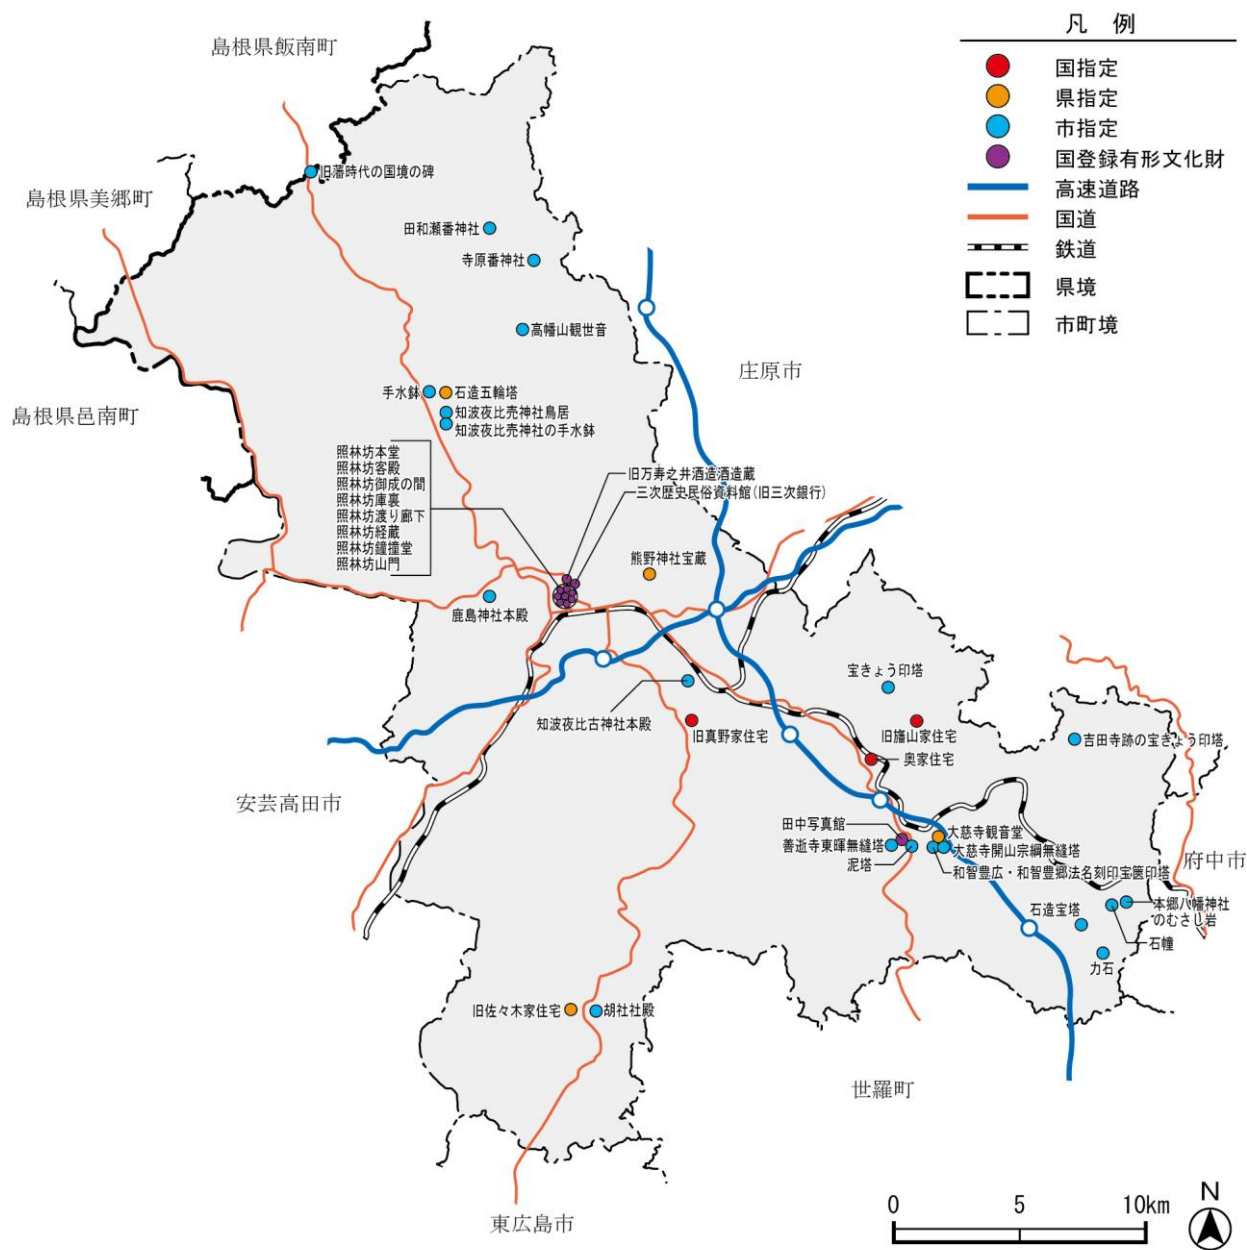 凡 例
国指定
県指定
市指定
国登録有形文化財
高速道路
国道
鉄道
県境
市町境
島根県飯南町
旧藩時代の国境の碑
島根県美郷町
田和瀬番神社
寺原番神社
高幡山観世音
庄原市
島根県邑南町
手水鉢
石造五輪塔
知波夜比売神社鳥居
知波夜比売神社の手水鉢
照林坊本堂
照林坊客殿
照林坊御成の間
照林坊庫裏
照林坊渡り廊下
照林坊経蔵
照林坊鐘撞堂
照林坊山門
旧万寿之井酒造酒造蔵
三次歴史民俗資料館(旧三次銀行)
熊野神社宝蔵
鹿島神社本殿
宝きょう印塔
知波夜比古神社本殿
旧真野家住宅
旧旙山家住宅
吉田寺跡の宝きょう印塔
奥家住宅
安芸高田市
田中写真館
大慈寺観音堂
善逝寺東暉無縫塔
大慈寺開山宗綱無縫塔
泥塔
和智豊広・和智豊郷法名刻印宝篋印塔
府中市
石造宝塔
本郷八幡神社
のむさし岩
石幢
力石
旧佐々木家住宅
胡社社殿
世羅町
東広島市
0 5 10km
N